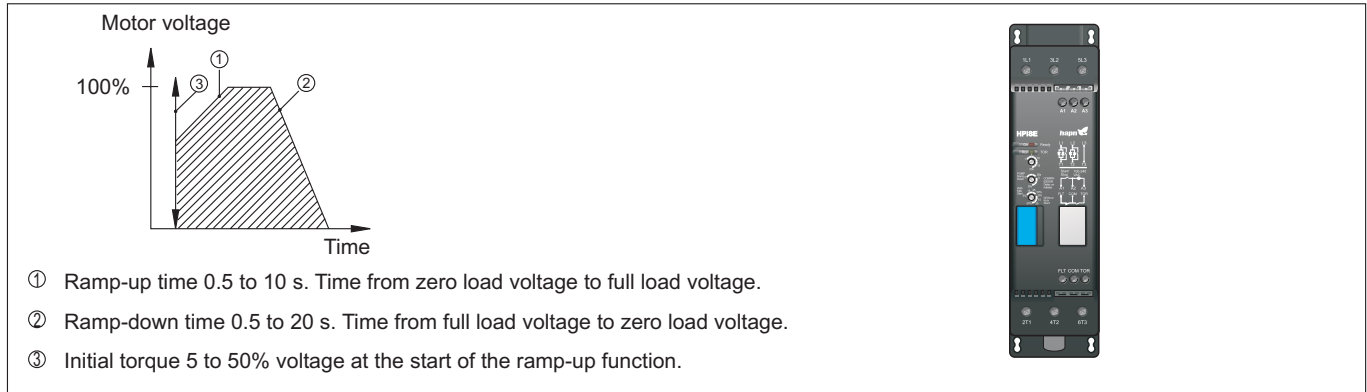 Motor voltage
①
③
②
100%
Time
① Ramp-up time 0.5 to 10 s. Time from zero load voltage to full load voltage.
② Ramp-down time 0.5 to 20 s. Time from full load voltage to zero load voltage.
③ Initial torque 5 to 50% voltage at the start of the ramp-up function.
1L1 3L2 5L3
A1 A2 A3
FLT COM TOR
2T1 4T2 6T3